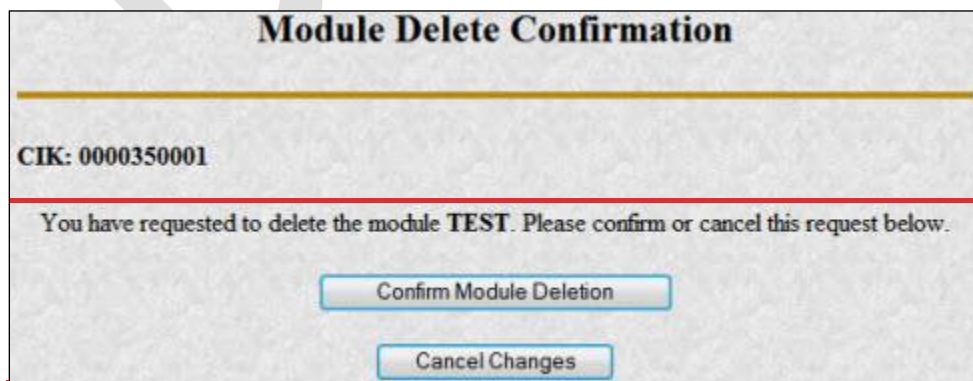 Module Delete Confirmation
CIK: 0000350001
You have requested to delete the module TEST. Please confirm or cancel this request below.
Confirm Module Deletion
Cancel Changes